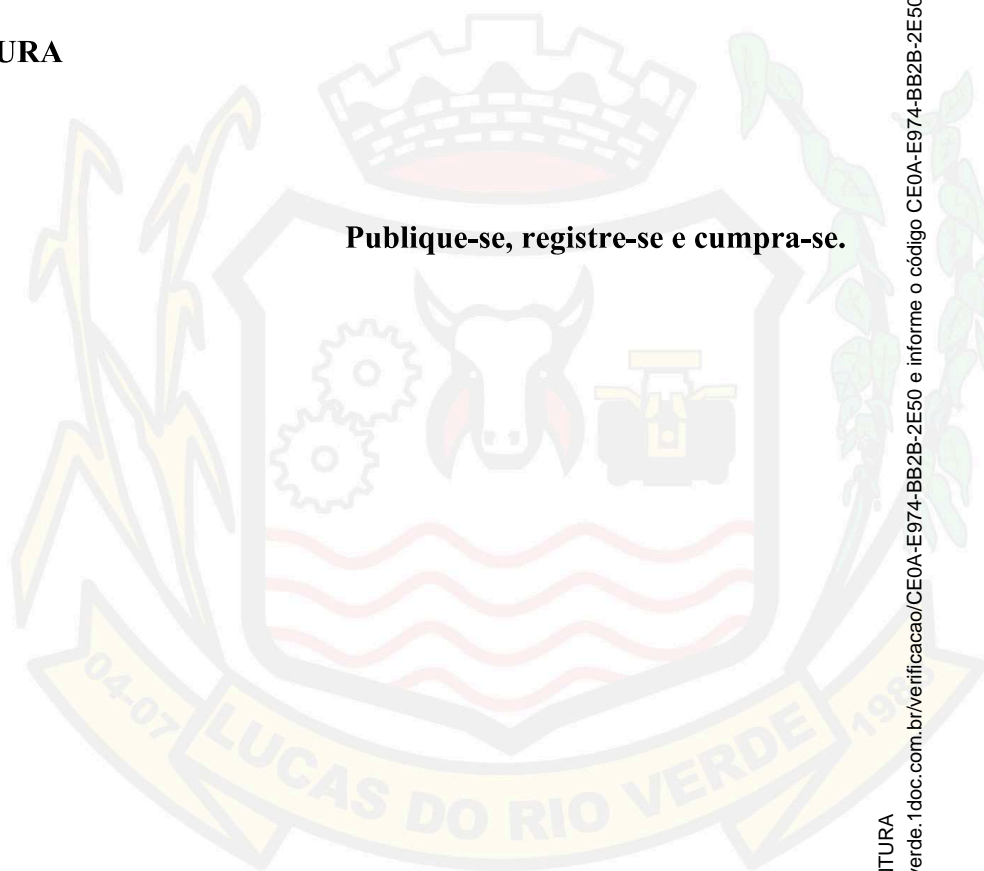 URA
Publique-se, registre-se e cumpra-se.
04-07
LUCAS DO RIO VERDE
ITURA
verde.1doc.com.br/verificacao/CE0A-E974-BB2B-2E50 e informe o código CE0A-E974-BB2B-2E50